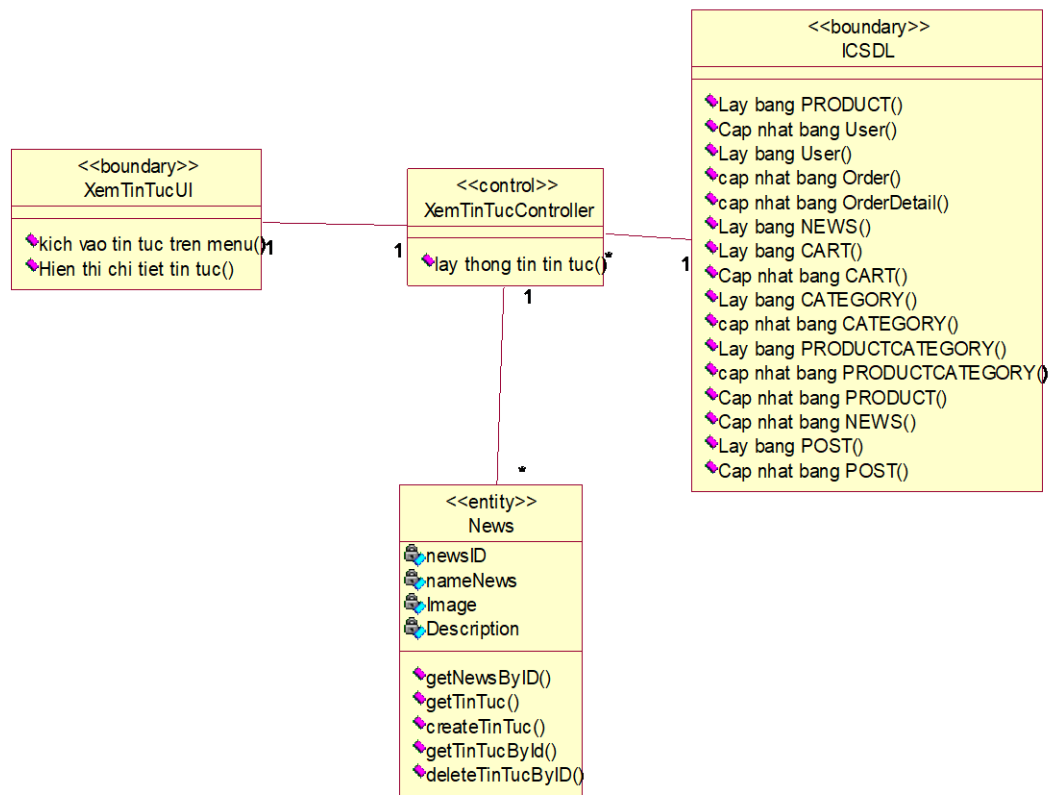 <<boundary>>
XemTinTucUI
kich vao tin tuc tren menu()
Hien thi chi tiet tin tuc()
1
1
<<control>>
XemTinTucController
lay thong tin tin tuc()
*
1
1
*
<<boundary>>
ICSDL
Lay bang PRODUCT()
Cap nhat bang User()
Lay bang User()
cap nhat bang Order()
cap nhat bang OrderDetail()
Lay bang NEWS()
Lay bang CART()
Cap nhat bang CART()
Lay bang CATEGORY()
cap nhat bang CATEGORY()
Lay bang PRODUCTCATEGORY()
cap nhat bang PRODUCTCATEGORY()
Cap nhat bang PRODUCT()
Cap nhat bang NEWS()
Lay bang POST()
Cap nhat bang POST()
<<entity>>
News
newsID
nameNews
Image
Description
getNewsByID()
getTinTuc()
createTinTuc()
getTinTucById()
deleteTinTucByID()